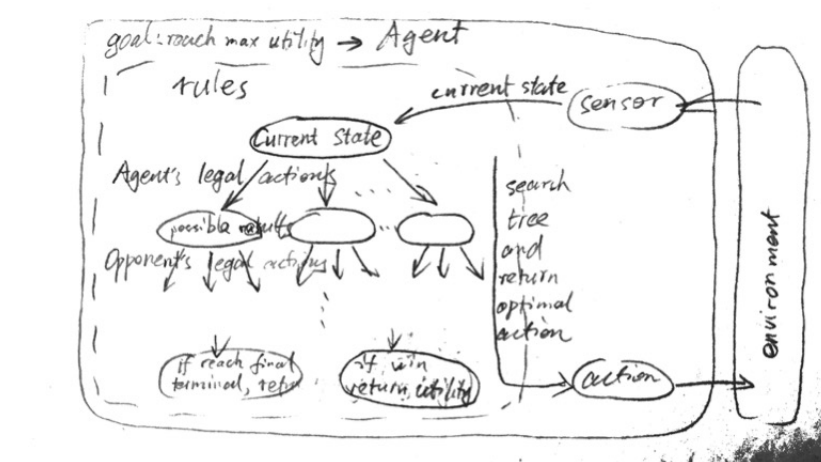 goal: roach max utility → Agent
rules
current state
sensor
Current State
Agent's legal actions
possible results
Opponent's legal actions
search
tree
and
return
optimal
action
if reach final
terminal, retu
if win
return utility
action
environment